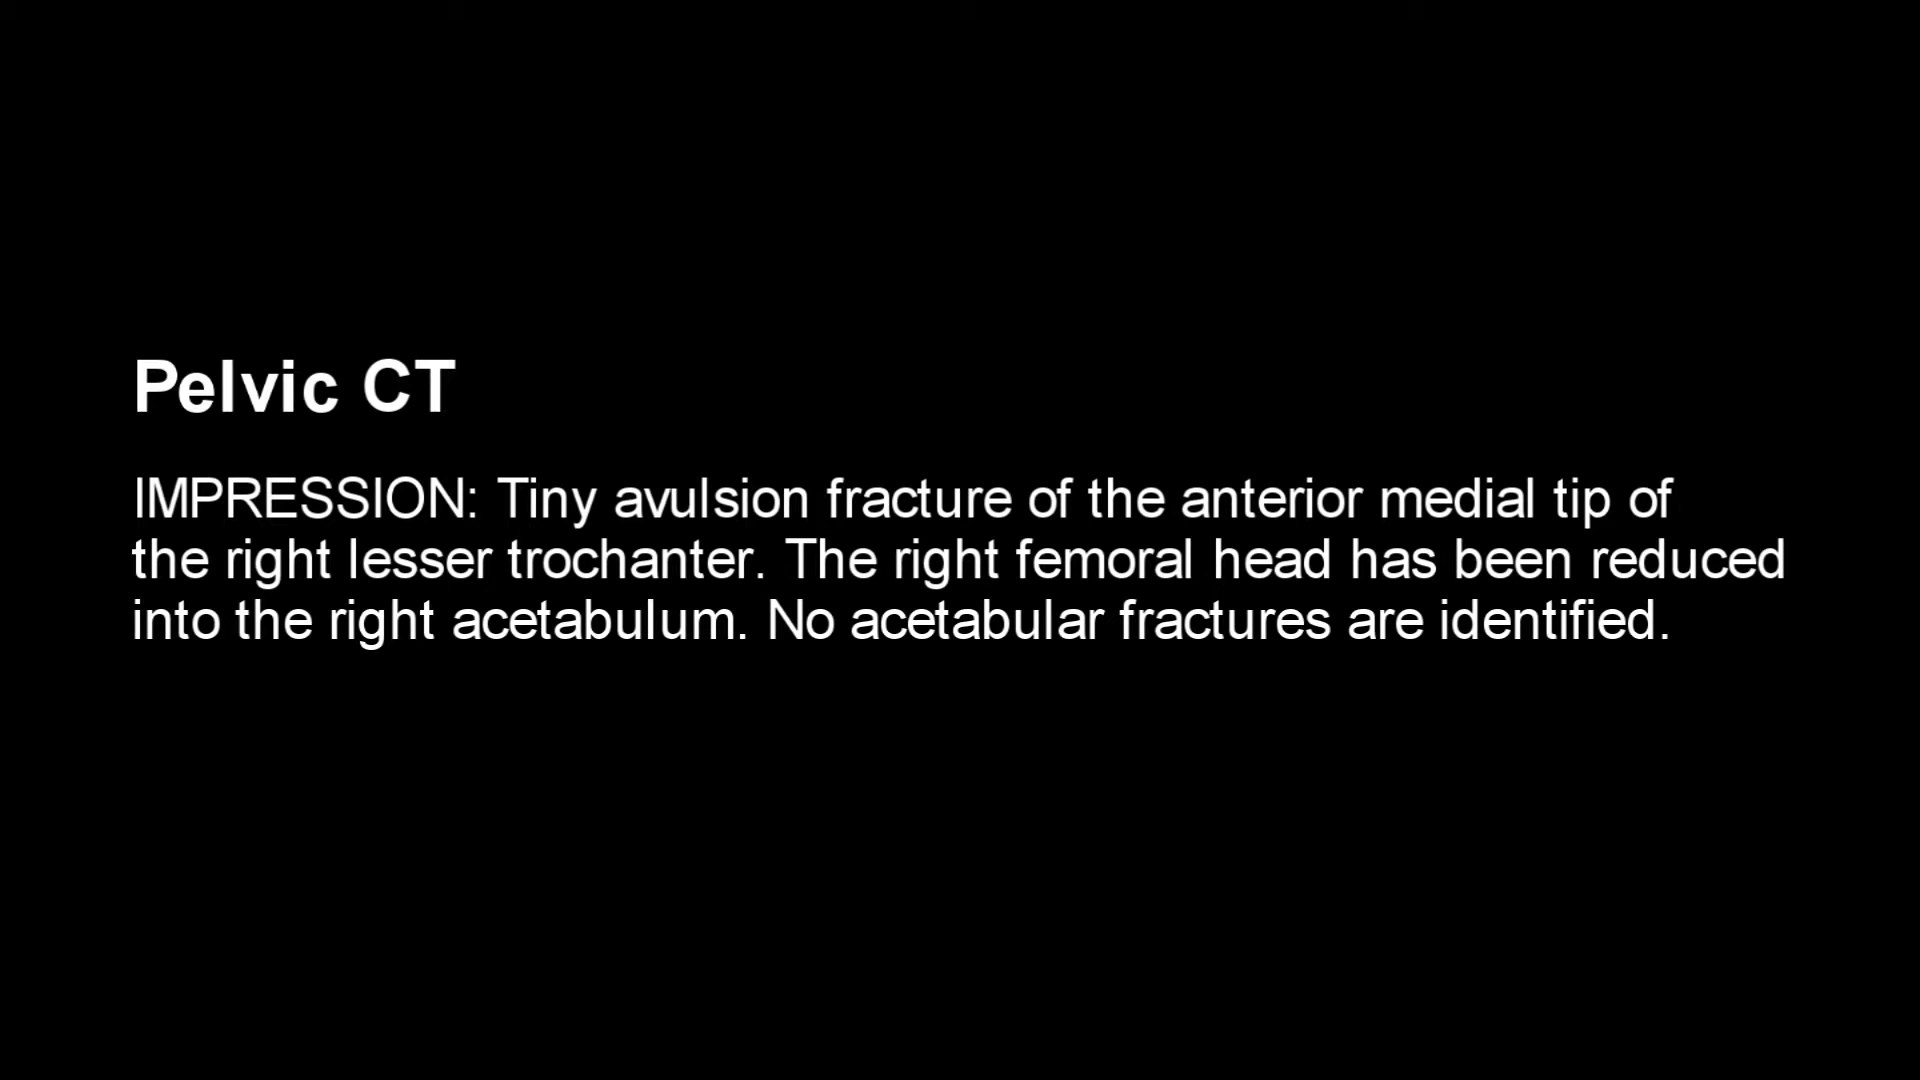 Pelvic CT
IMPRESSION: Tiny avulsion fracture of the anterior medial tip of
the right lesser trochanter. The right femoral head has been reduced
into the right acetabulum. No acetabular fractures are identified.